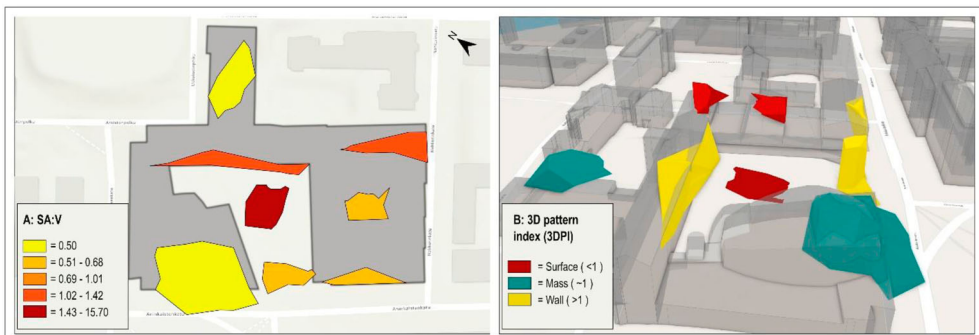 N
A: SA:V
= 0.50
= 0.51 - 0.68
= 0.69 - 1.01
= 1.02 - 1.42
= 1.43 - 15.70
B: 3D pattern
index (3DPI)
= Surface ( <1 )
= Mass ( ~1 )
= Wall ( >1 )